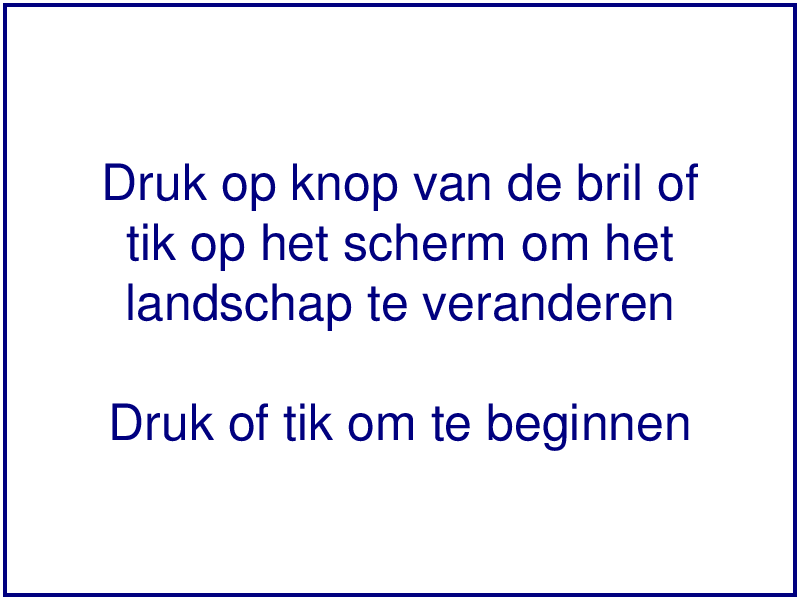 Druk op knop van de bril of
tik op het scherm om het
landschap te veranderen
Druk of tik om te beginnen